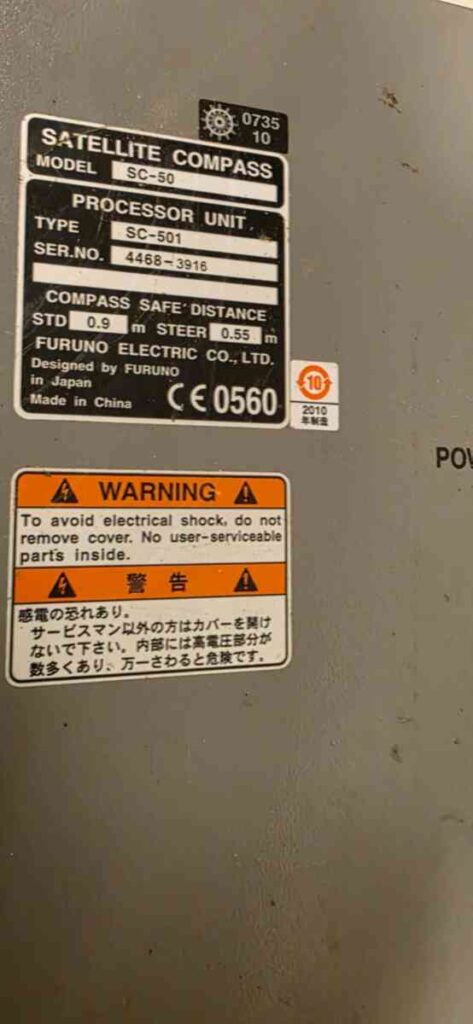 0735
10
SATELLITE COMPASS
MODEL SC-50
PROCESSOR UNIT
TYPE SC-501
SER.NO. 4468-3916
COMPASS SAFE DISTANCE
STD 0.9 m STEER 0.55 m
FURUNO ELECTRIC CO., LTD.
Designed by FURUNO
in Japan
Made in China
CE0560
10
2010
年制造
POW
WARNING
To avoid electrical shock, do not
remove cover. No user-serviceable
parts inside.
警告
感電の恐れあり。
サービスマン以外の方はカバーを開け
ないで下さい。内部には高電圧部分が
数多くあり、万一さわると危険です。